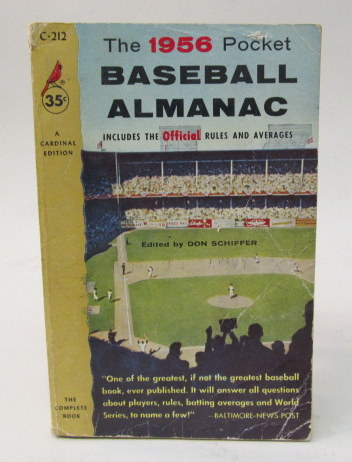 C-212
35¢
A
CARDINAL
EDITION
The 1956 Pocket
BASEBALL
ALMANAC
INCLUDES THE Official RULES AND AVERAGES
Edited by DON SCHIFFER
THE
COMPLETE
BOOK
"One of the greatest, if not the greatest baseball
book, ever published. It will answer all questions
about players, rules, batting averages and World
Series, to name a few!" —BALTIMORE-NEWS POST